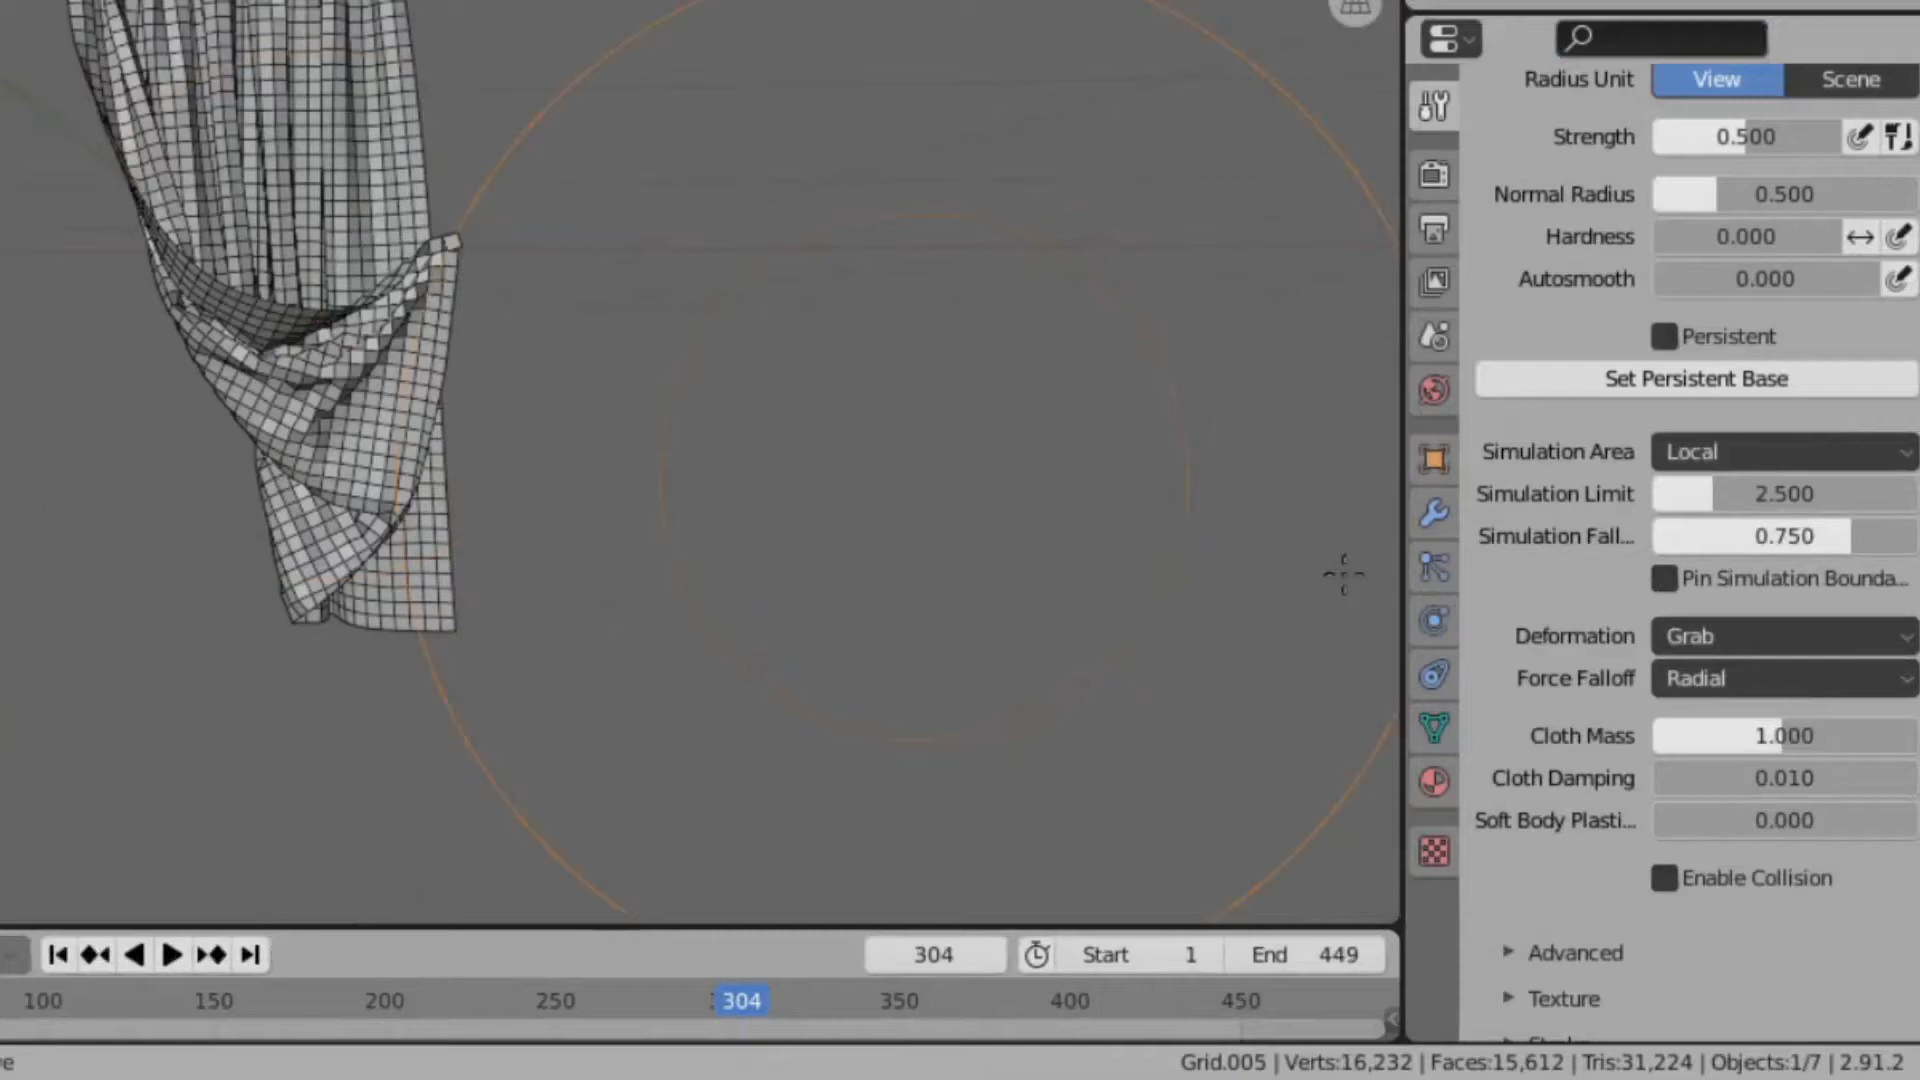 Radius Unit View Scene
Strength 0.500
Normal Radius 0.500
Hardness 0.000
Autosmooth 0.000
Persistent
Set Persistent Base
Simulation Area Local
Simulation Limit 2.500
Simulation Fall... 0.750
Pin Simulation Bounda...
Deformation Grab
Force Falloff Radial
Cloth Mass 1.000
Cloth Damping 0.010
Soft Body Plasti... 0.000
Enable Collision
Advanced
Texture
304 Start 1 End 449
100 150 200 250 304 350 400 450
Grid.005 | Verts:16,232 | Faces:15,612 | Tris:31,224 | Objects:1/7 | 2.91.2